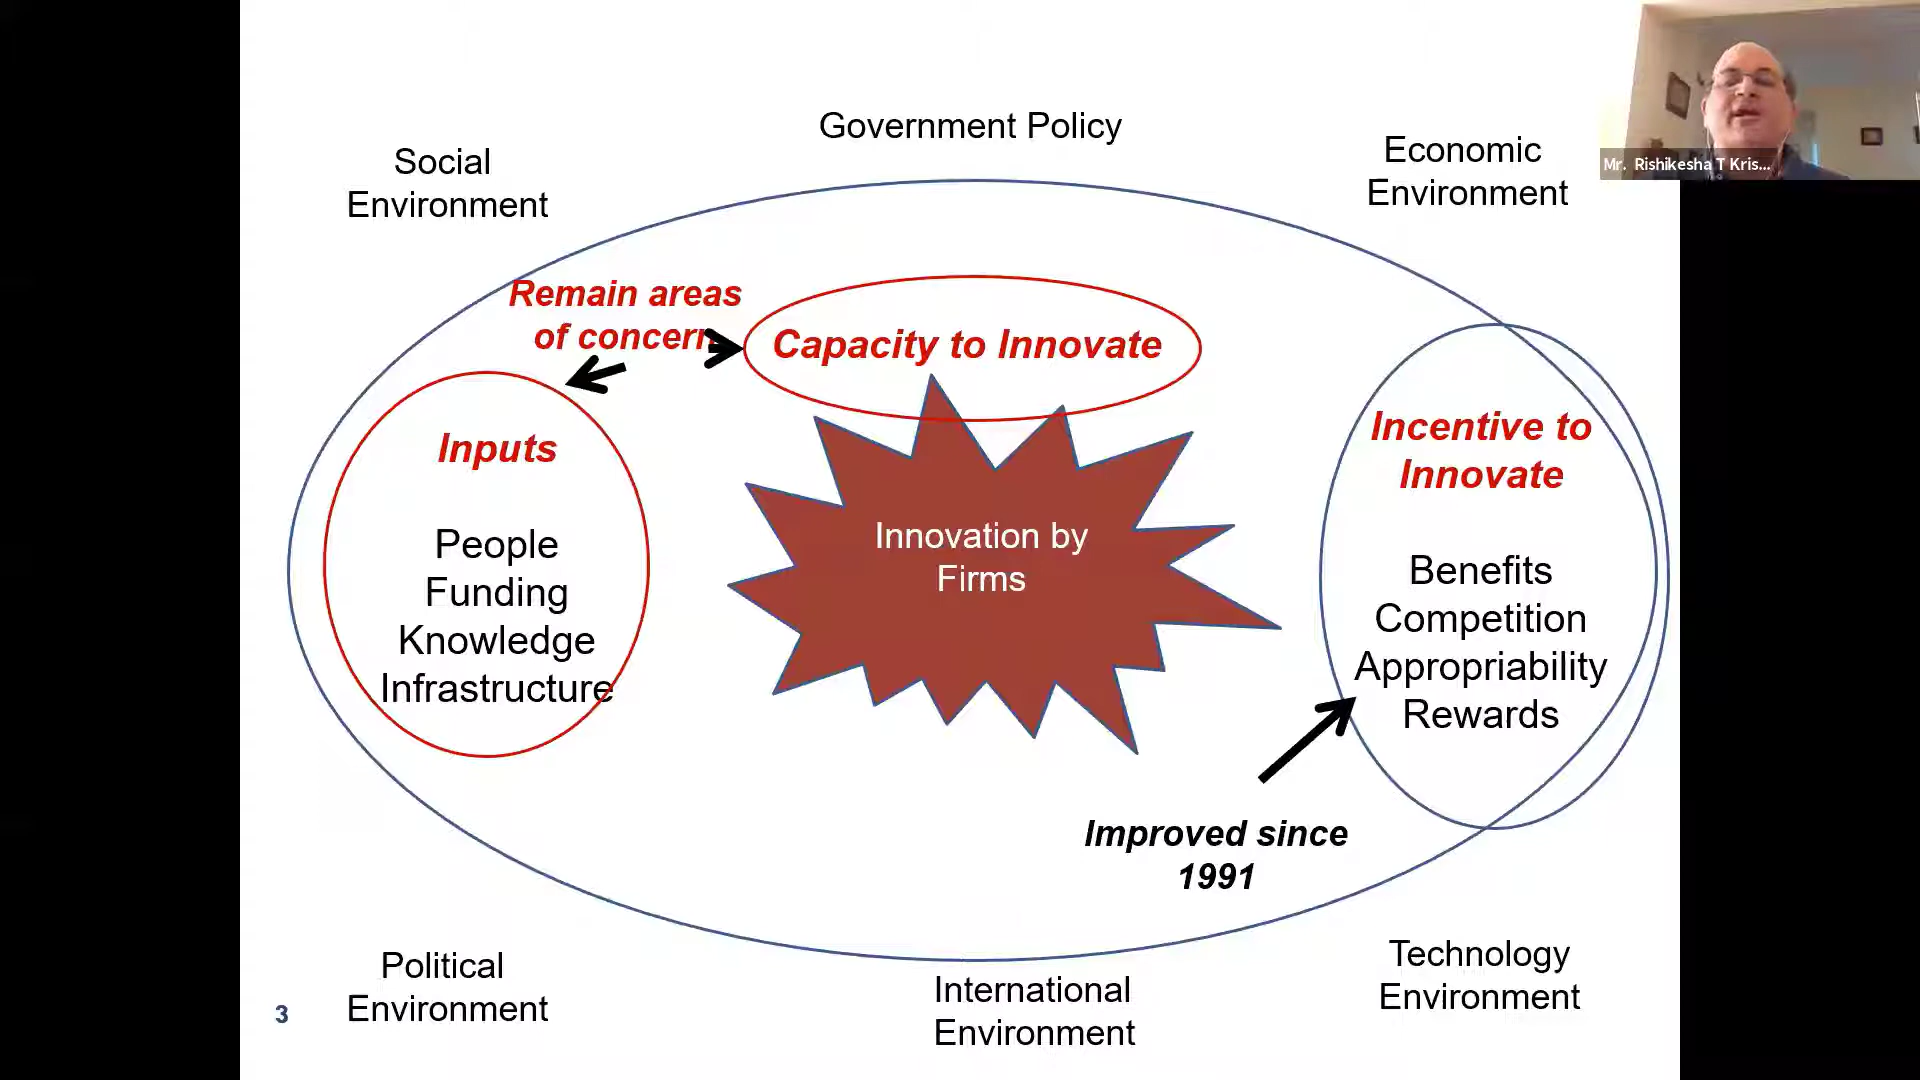 Government Policy
Social
Environment
Economic
Environment
Mr. Rishikesha T Kris...
Remain areas
of concern
Capacity to Innovate
Inputs
People
Funding
Knowledge
Infrastructure
Innovation by
Firms
Incentive to
Innovate
Benefits
Competition
Appropriability
Rewards
Improved since
1991
Political
Environment
International
Environment
Technology
Environment
3